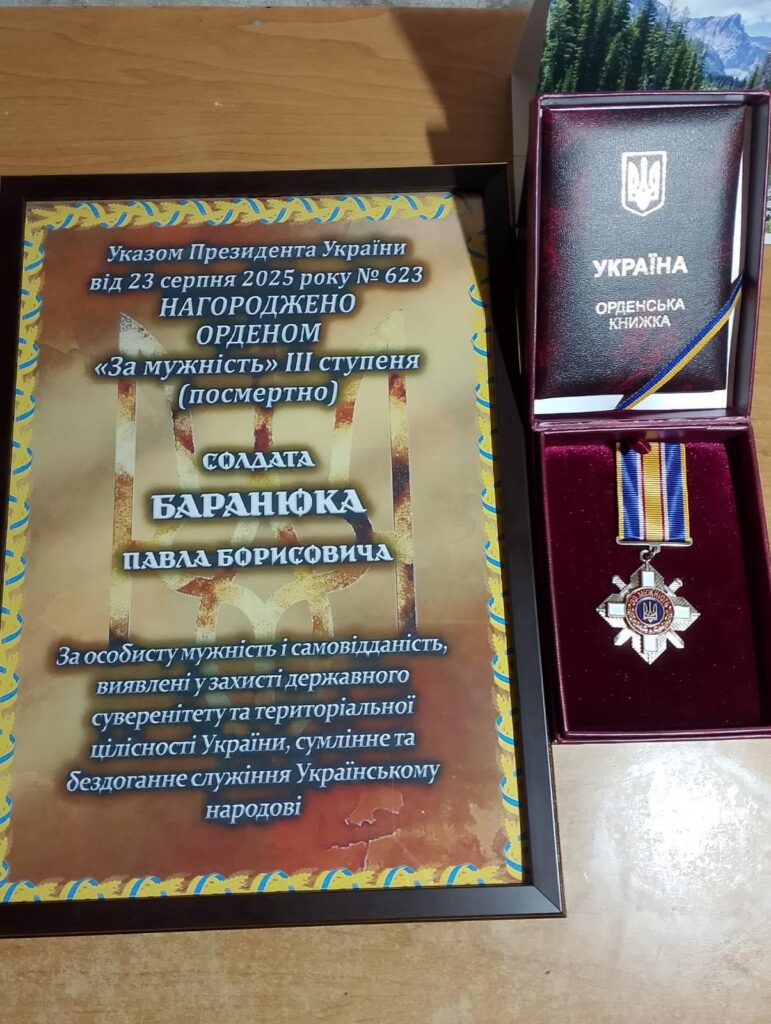 Указом Президента України
від 23 серпня 2025 року № 623
НАГОРОДЖЕНО
ОРДЕНОМ
«За мужність» III ступеня
(посмертно)
СОЛДАТА
БАРАНЮКА
ПАВЛА БОРИСОВИЧА
За особисту мужність і самовідданість,
виявлені у захисті державного
суверенітету та територіальної
цілісності України, сумлінне та
бездоганне служіння Українському
народові
УКРАЇНА
ОРДЕНСЬКА
КНИЖКА
ЗА МУЖНІСТЬ